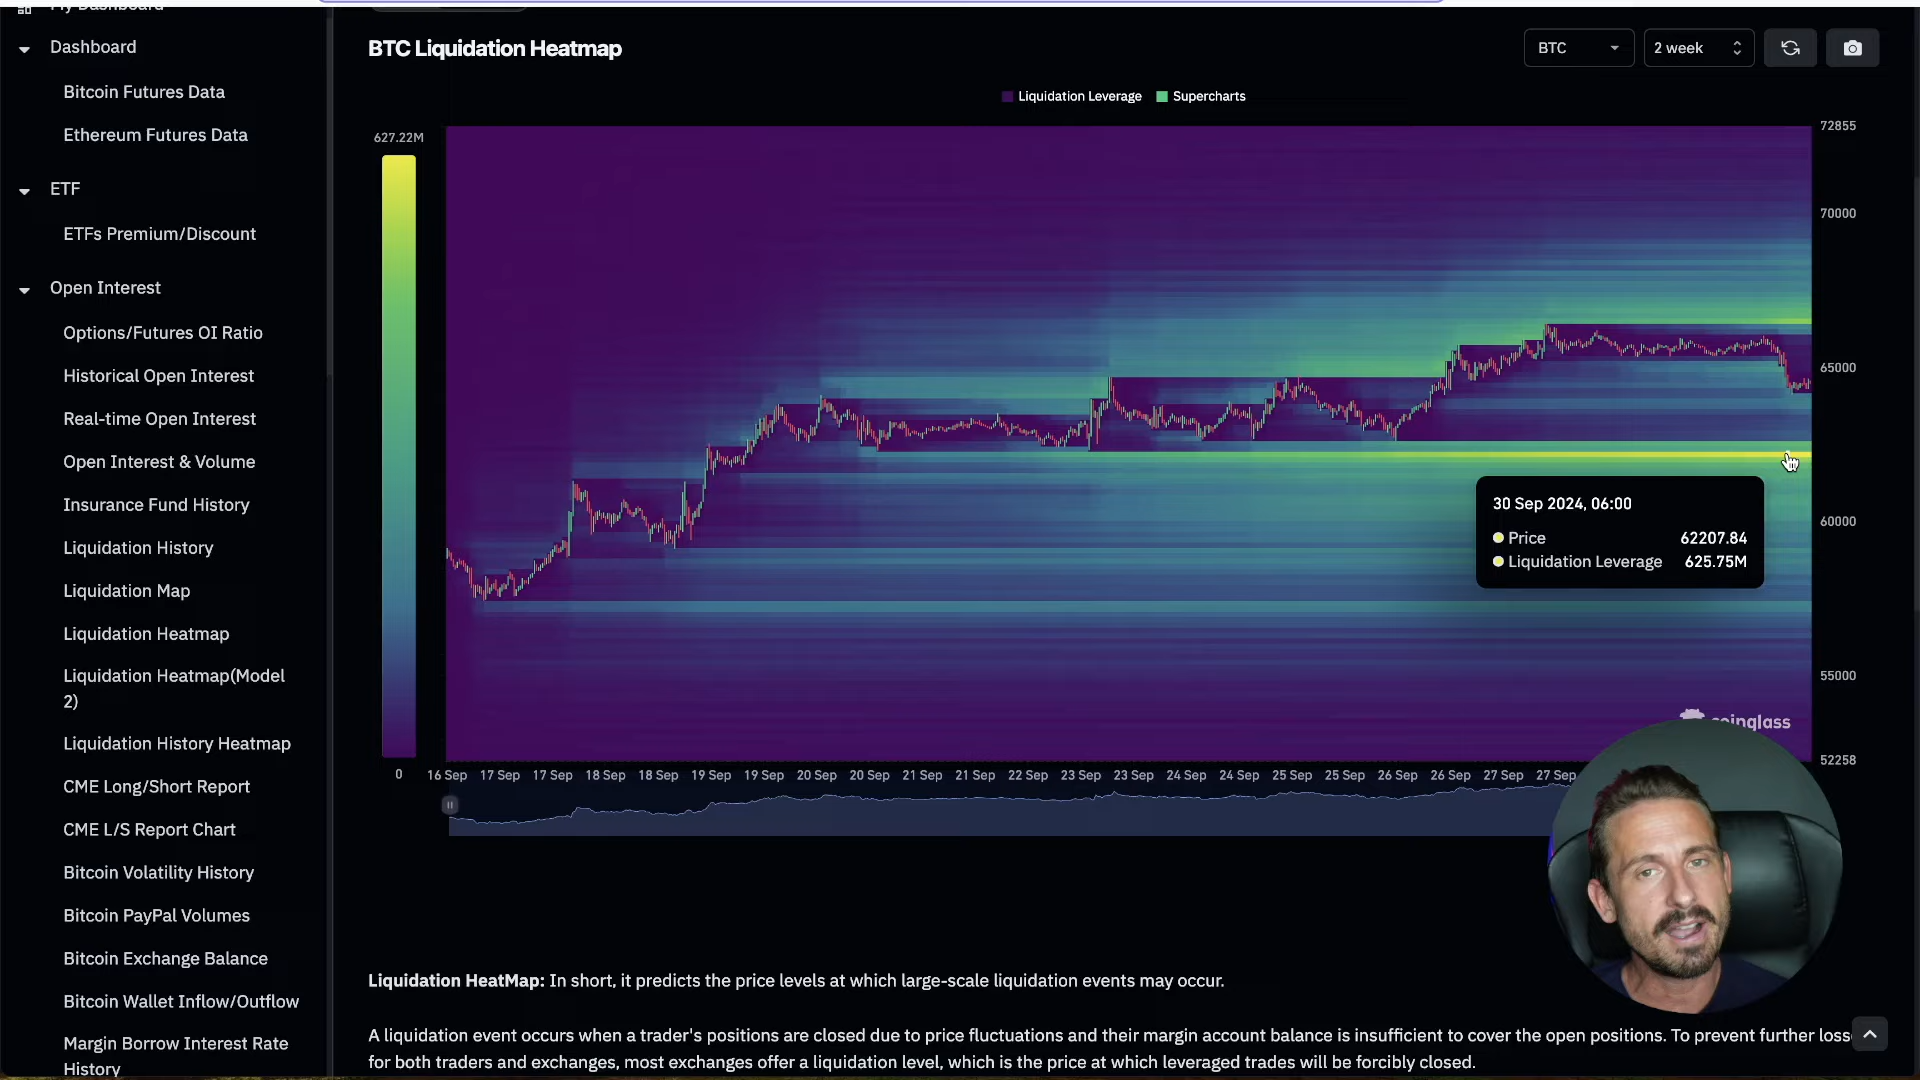 My Dashboard
Dashboard
Bitcoin Futures Data
Ethereum Futures Data
ETF
ETFs Premium/Discount
Open Interest
Options/Futures OI Ratio
Historical Open Interest
Real-time Open Interest
Open Interest & Volume
Insurance Fund History
Liquidation History
Liquidation Map
Liquidation Heatmap
Liquidation Heatmap(Model
2)
Liquidation History Heatmap
CME Long/Short Report
CME L/S Report Chart
Bitcoin Volatility History
Bitcoin PayPal Volumes
Bitcoin Exchange Balance
Bitcoin Wallet Inflow/Outflow
Margin Borrow Interest Rate
History
BTC Liquidation Heatmap
BTC
2 week
Liquidation Leverage
Supercharts
627.22M
0
72855
70000
65000
60000
55000
52258
30 Sep 2024, 06:00
Price 62207.84
Liquidation Leverage 625.75M
coinglass
16 Sep 17 Sep 17 Sep 18 Sep 18 Sep 19 Sep 19 Sep 20 Sep 20 Sep 21 Sep 21 Sep 22 Sep 23 Sep 23 Sep 24 Sep 24 Sep 25 Sep 25 Sep 26 Sep 26 Sep 27 Sep 27 Sep
Liquidation HeatMap: In short, it predicts the price levels at which large-scale liquidation events may occur.
A liquidation event occurs when a trader's positions are closed due to price fluctuations and their margin account balance is insufficient to cover the open positions. To prevent further loss
for both traders and exchanges, most exchanges offer a liquidation level, which is the price at which leveraged trades will be forcibly closed.